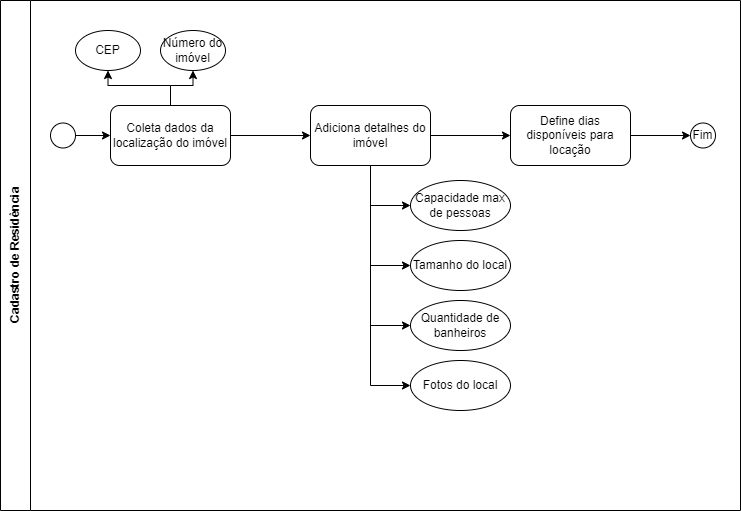 Cadastro de Residência
CEP
Número do
imóvel
Coleta dados da
localização do imóvel
Adiciona detalhes do
imóvel
Define dias
disponíveis para
locação
Fim
Capacidade max
de pessoas
Tamanho do local
Quantidade de
banheiros
Fotos do local